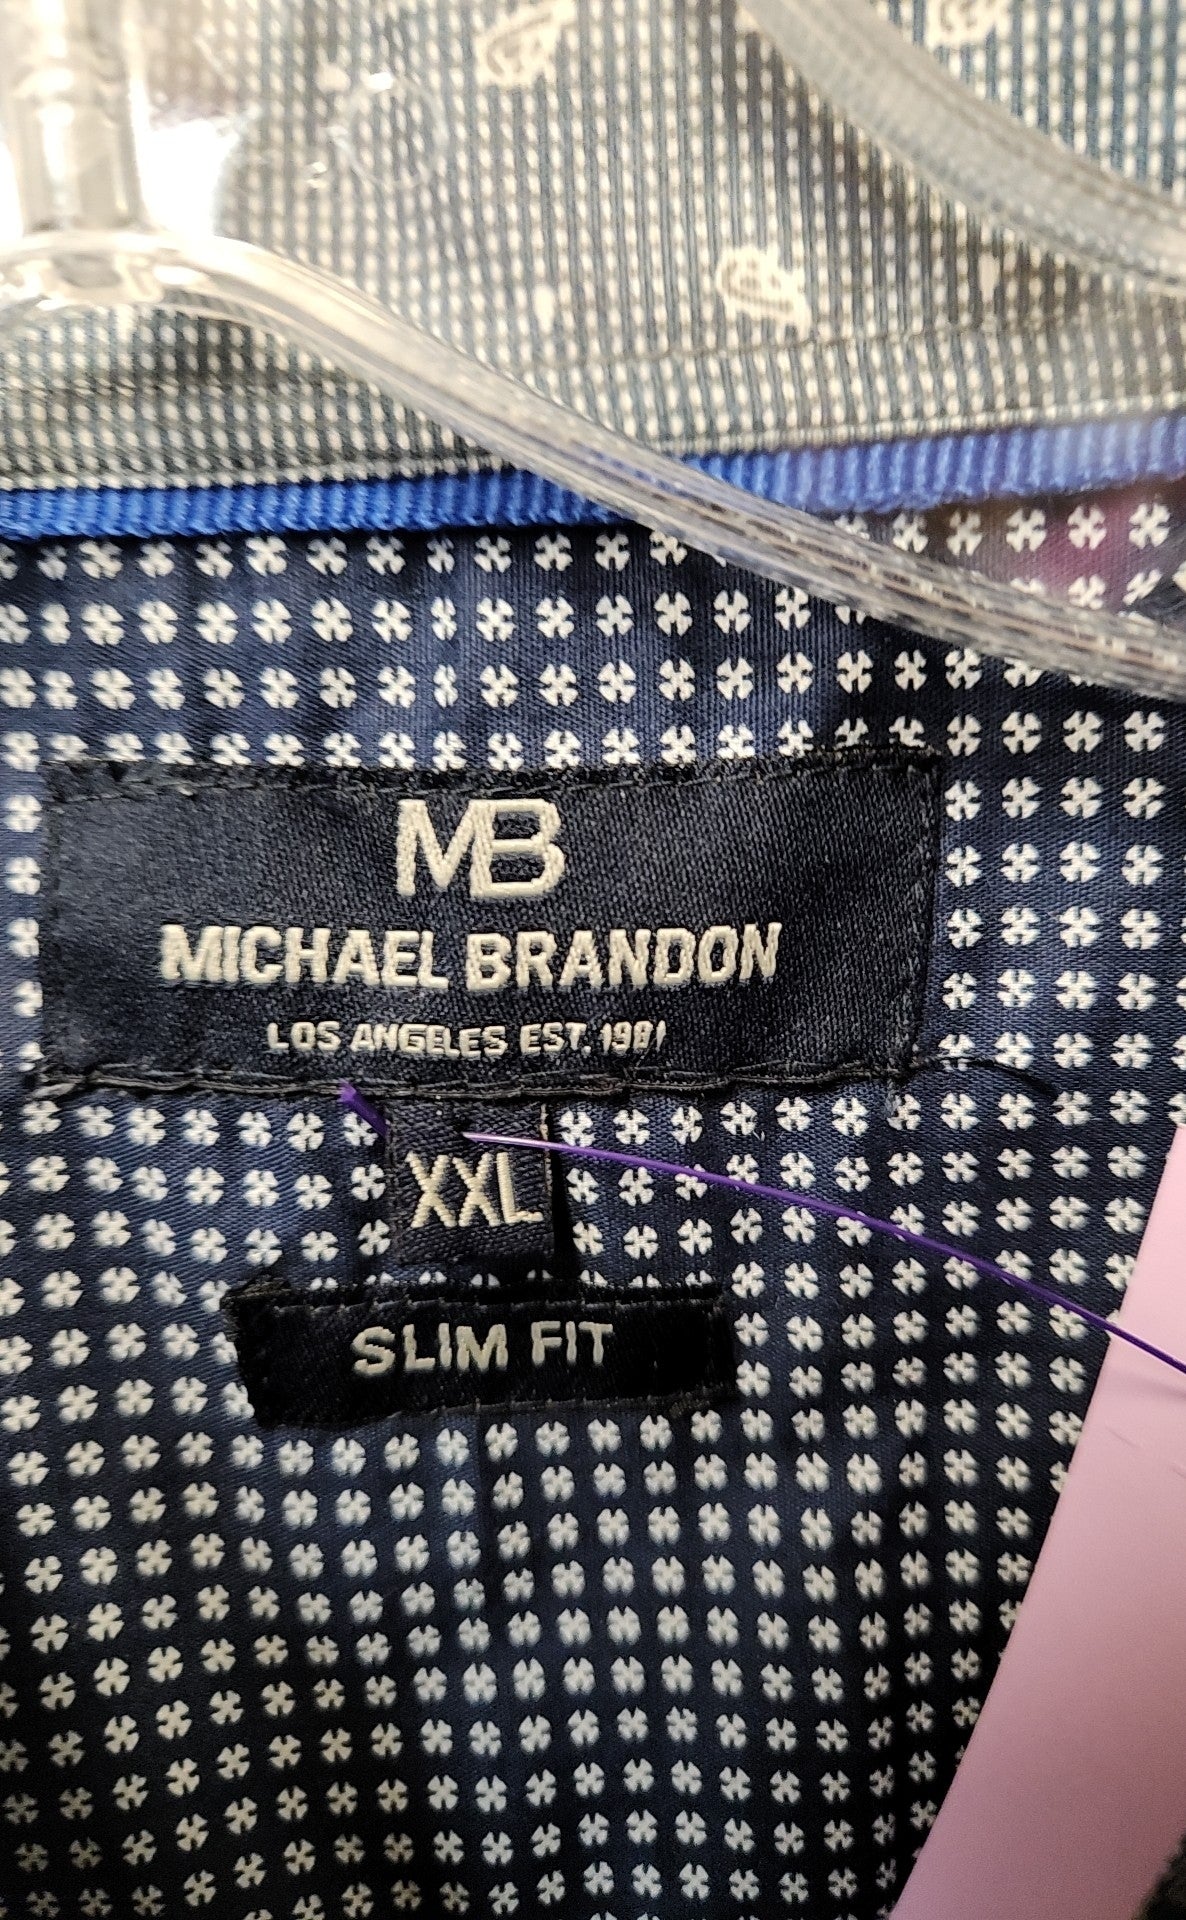 MB
MICHAEL BRANDON
LOS ANGELES EST. 1981
XXL
SLIM FIT